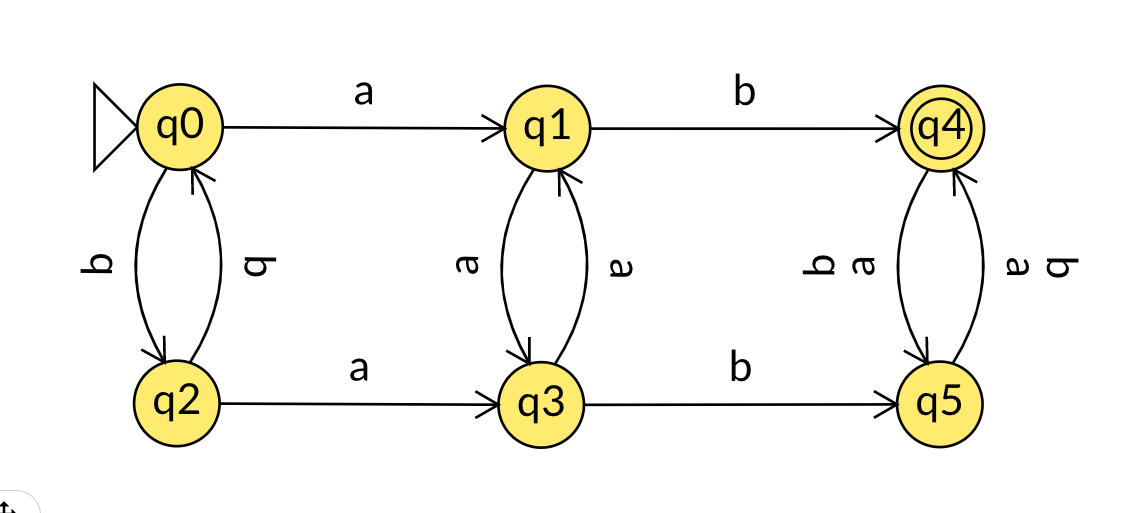 a b
q0 q1 q4
b b a a b a a b
a b
q2 q3 q5